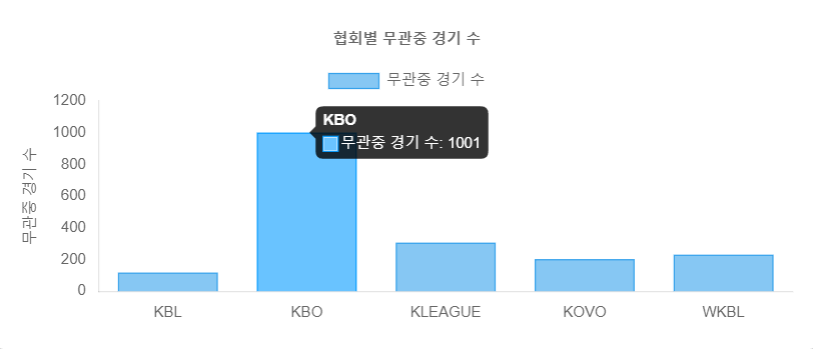 협회별 무관중 경기 수
무관중 경기 수
1200
1000
800
600
400
200
0
무관중 경기 수
KBO
무관중 경기 수: 1001
KBL
KBO
KLEAGUE
KOVO
WKBL